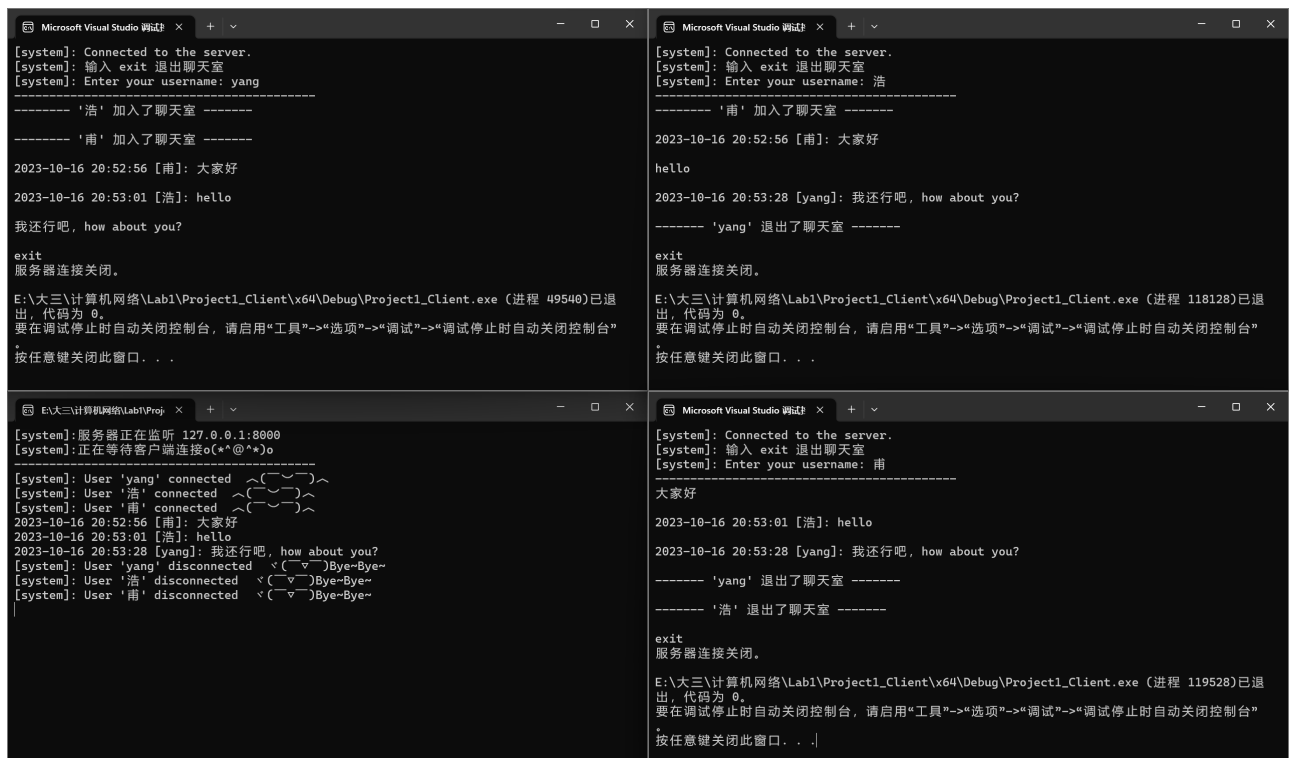 Microsoft Visual Studio 调试
[system]: Connected to the server.
[system]: 输入 exit 退出聊天室
[system]: Enter your username: yang
-------------------------------------------
-------- '浩' 加入了聊天室 -------
-------- '甫' 加入了聊天室 -------
2023-10-16 20:52:56 [甫]: 大家好
2023-10-16 20:53:01 [浩]: hello
我还行吧, how about you?
exit
服务器连接关闭。
E:\大三\计算机网络\Lab1\Project1_Client\x64\Debug\Project1_Client.exe (进程 49540)已退
出, 代码为 0。
要在调试停止时自动关闭控制台, 请启用“工具”->“选项”->“调试”->“调试停止时自动关闭控制台”
。
按任意键关闭此窗口. . .
Microsoft Visual Studio 调试
[system]: Connected to the server.
[system]: 输入 exit 退出聊天室
[system]: Enter your username: 浩
-------------------------------------------
-------- '甫' 加入了聊天室 -------
2023-10-16 20:52:56 [甫]: 大家好
hello
2023-10-16 20:53:28 [yang]: 我还行吧, how about you?
------- 'yang' 退出了聊天室 -------
exit
服务器连接关闭。
E:\大三\计算机网络\Lab1\Project1_Client\x64\Debug\Project1_Client.exe (进程 118128)已退
出, 代码为 0。
要在调试停止时自动关闭控制台, 请启用“工具”->“选项”->“调试”->“调试停止时自动关闭控制台”
。
按任意键关闭此窗口. . .
E:\大三\计算机网络\Lab1\Proj
[system]:服务器正在监听 127.0.0.1:8000
[system]:正在等待客户端连接o(*^@^*)o
-------------------------------------------
[system]: User 'yang' connected ︿(￣︶￣)︿
[system]: User '浩' connected ︿(￣︶￣)︿
[system]: User '甫' connected ︿(￣︶￣)︿
2023-10-16 20:52:56 [甫]: 大家好
2023-10-16 20:53:01 [浩]: hello
2023-10-16 20:53:28 [yang]: 我还行吧, how about you?
[system]: User 'yang' disconnected ヾ(￣▽￣)Bye~Bye~
[system]: User '浩' disconnected ヾ(￣▽￣)Bye~Bye~
[system]: User '甫' disconnected ヾ(￣▽￣)Bye~Bye~
Microsoft Visual Studio 调试
[system]: Connected to the server.
[system]: 输入 exit 退出聊天室
[system]: Enter your username: 甫
-------------------------------------------
大家好
2023-10-16 20:53:01 [浩]: hello
2023-10-16 20:53:28 [yang]: 我还行吧, how about you?
------- 'yang' 退出了聊天室 -------
------- '浩' 退出了聊天室 -------
exit
服务器连接关闭。
E:\大三\计算机网络\Lab1\Project1_Client\x64\Debug\Project1_Client.exe (进程 119528)已退
出, 代码为 0。
要在调试停止时自动关闭控制台, 请启用“工具”->“选项”->“调试”->“调试停止时自动关闭控制台”
。
按任意键关闭此窗口. . .